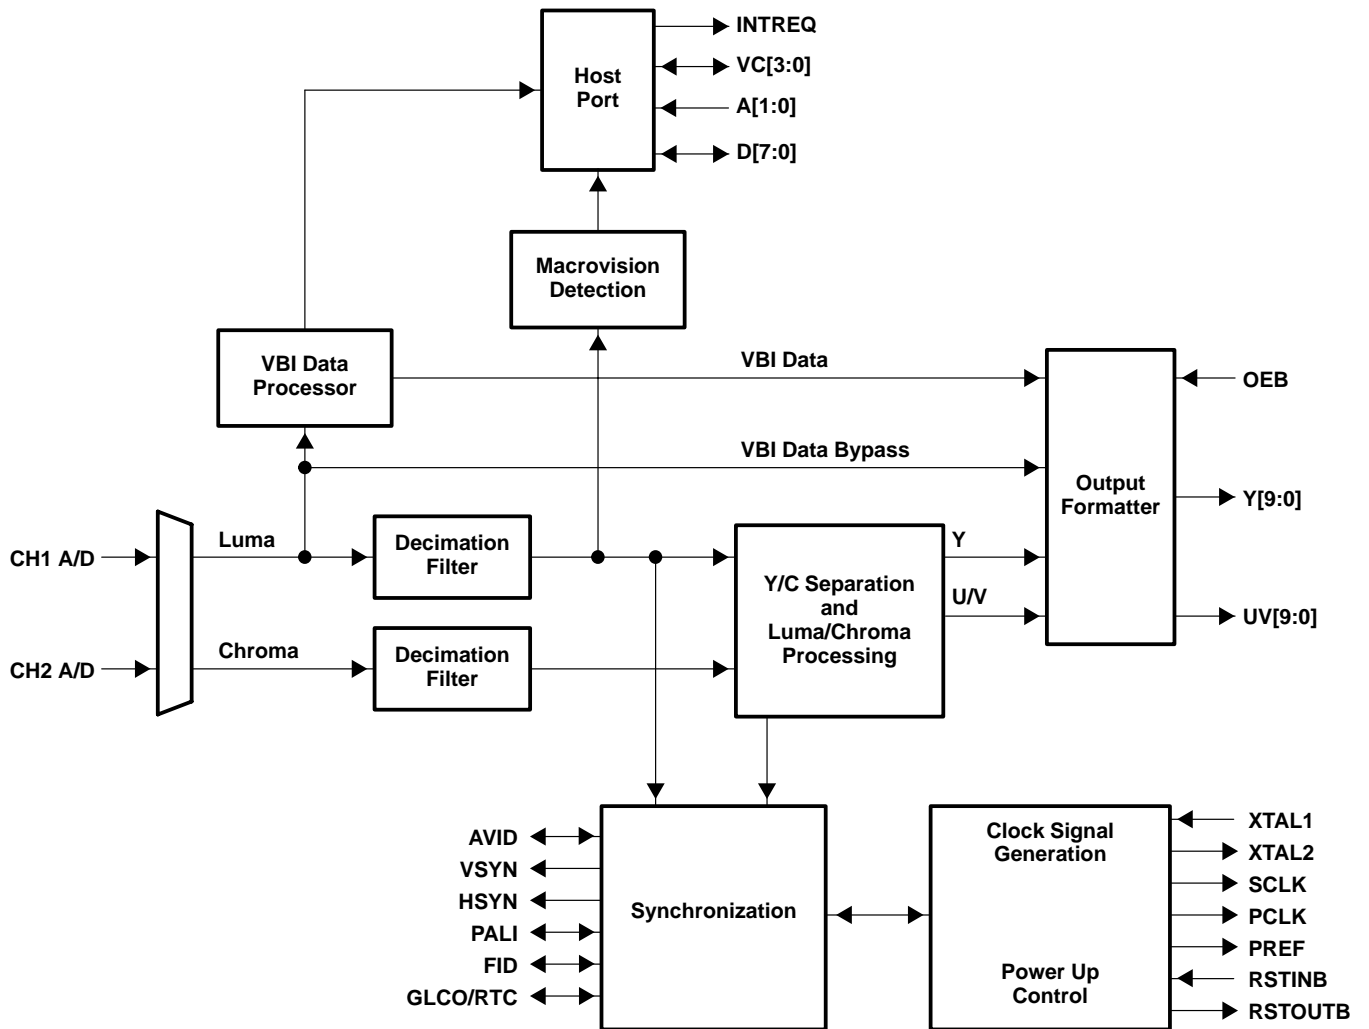 INTREQ
VC[3:0]
Host
Port
A[1:0]
D[7:0]
Macrovision
Detection
VBI Data
Processor
VBI Data
OEB
VBI Data Bypass
Output
Formatter
Y[9:0]
Luma
Decimation
Filter
Y
CH1 A/D
Y/C Separation
and
Luma/Chroma
Processing
U/V
UV[9:0]
Chroma
Decimation
Filter
CH2 A/D
AVID
VSYN
HSYN
PALI
FID
GLCO/RTC
Synchronization
Clock Signal
Generation
Power Up
Control
XTAL1
XTAL2
SCLK
PCLK
PREF
RSTINB
RSTOUTB